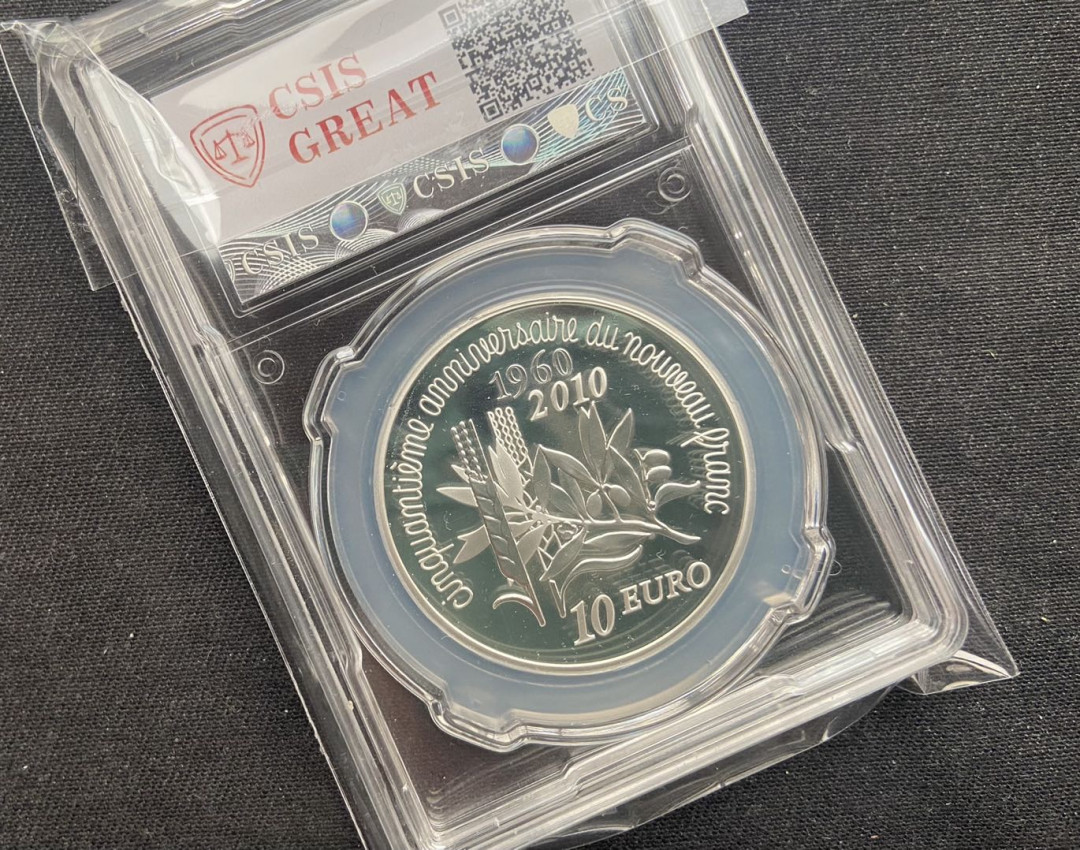 CSIS
GREAT
CSIS CSIS CS
cinquantième anniversaire du nouveau franc
1960
2010
10 EURO